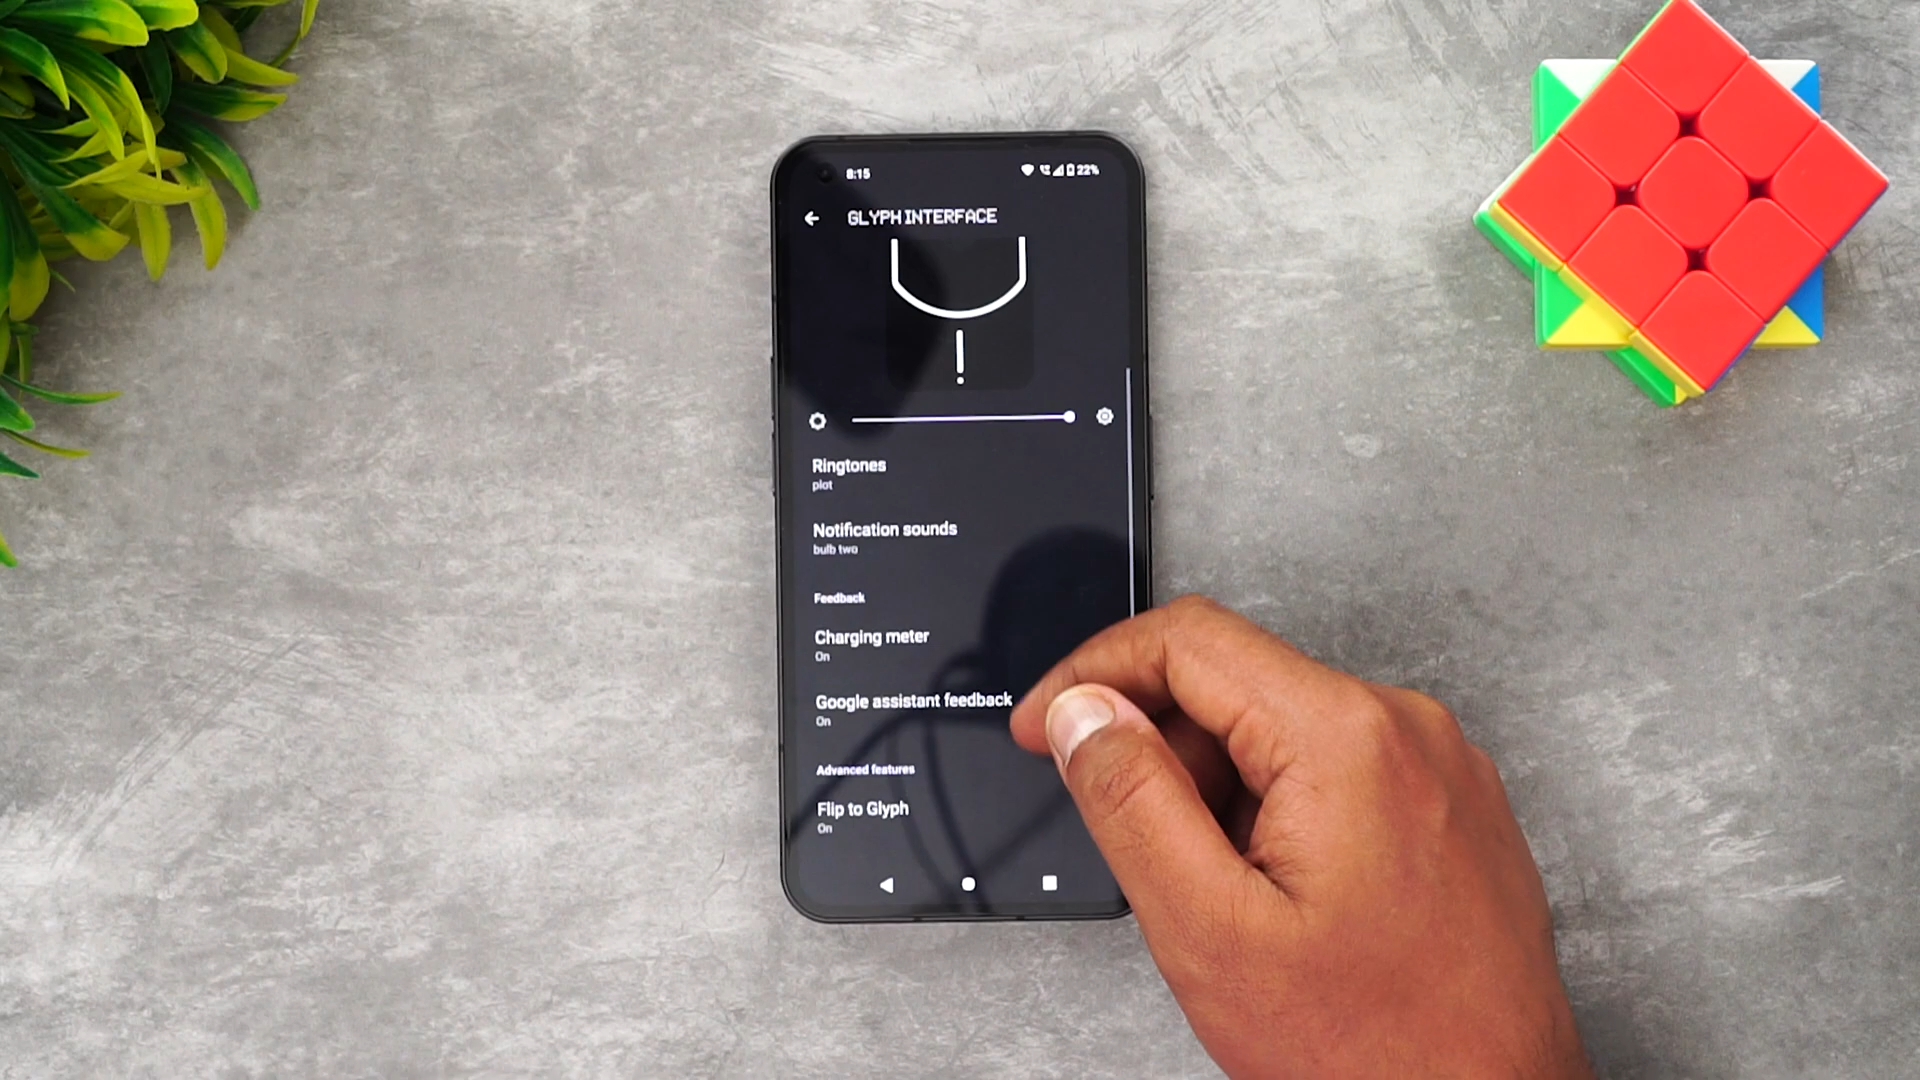 8:15
22%
GLYPH INTERFACE
Ringtones
plot
Notification sounds
bulb two
Feedback
Charging meter
On
Google assistant feedback
On
Advanced features
Flip to Glyph
On